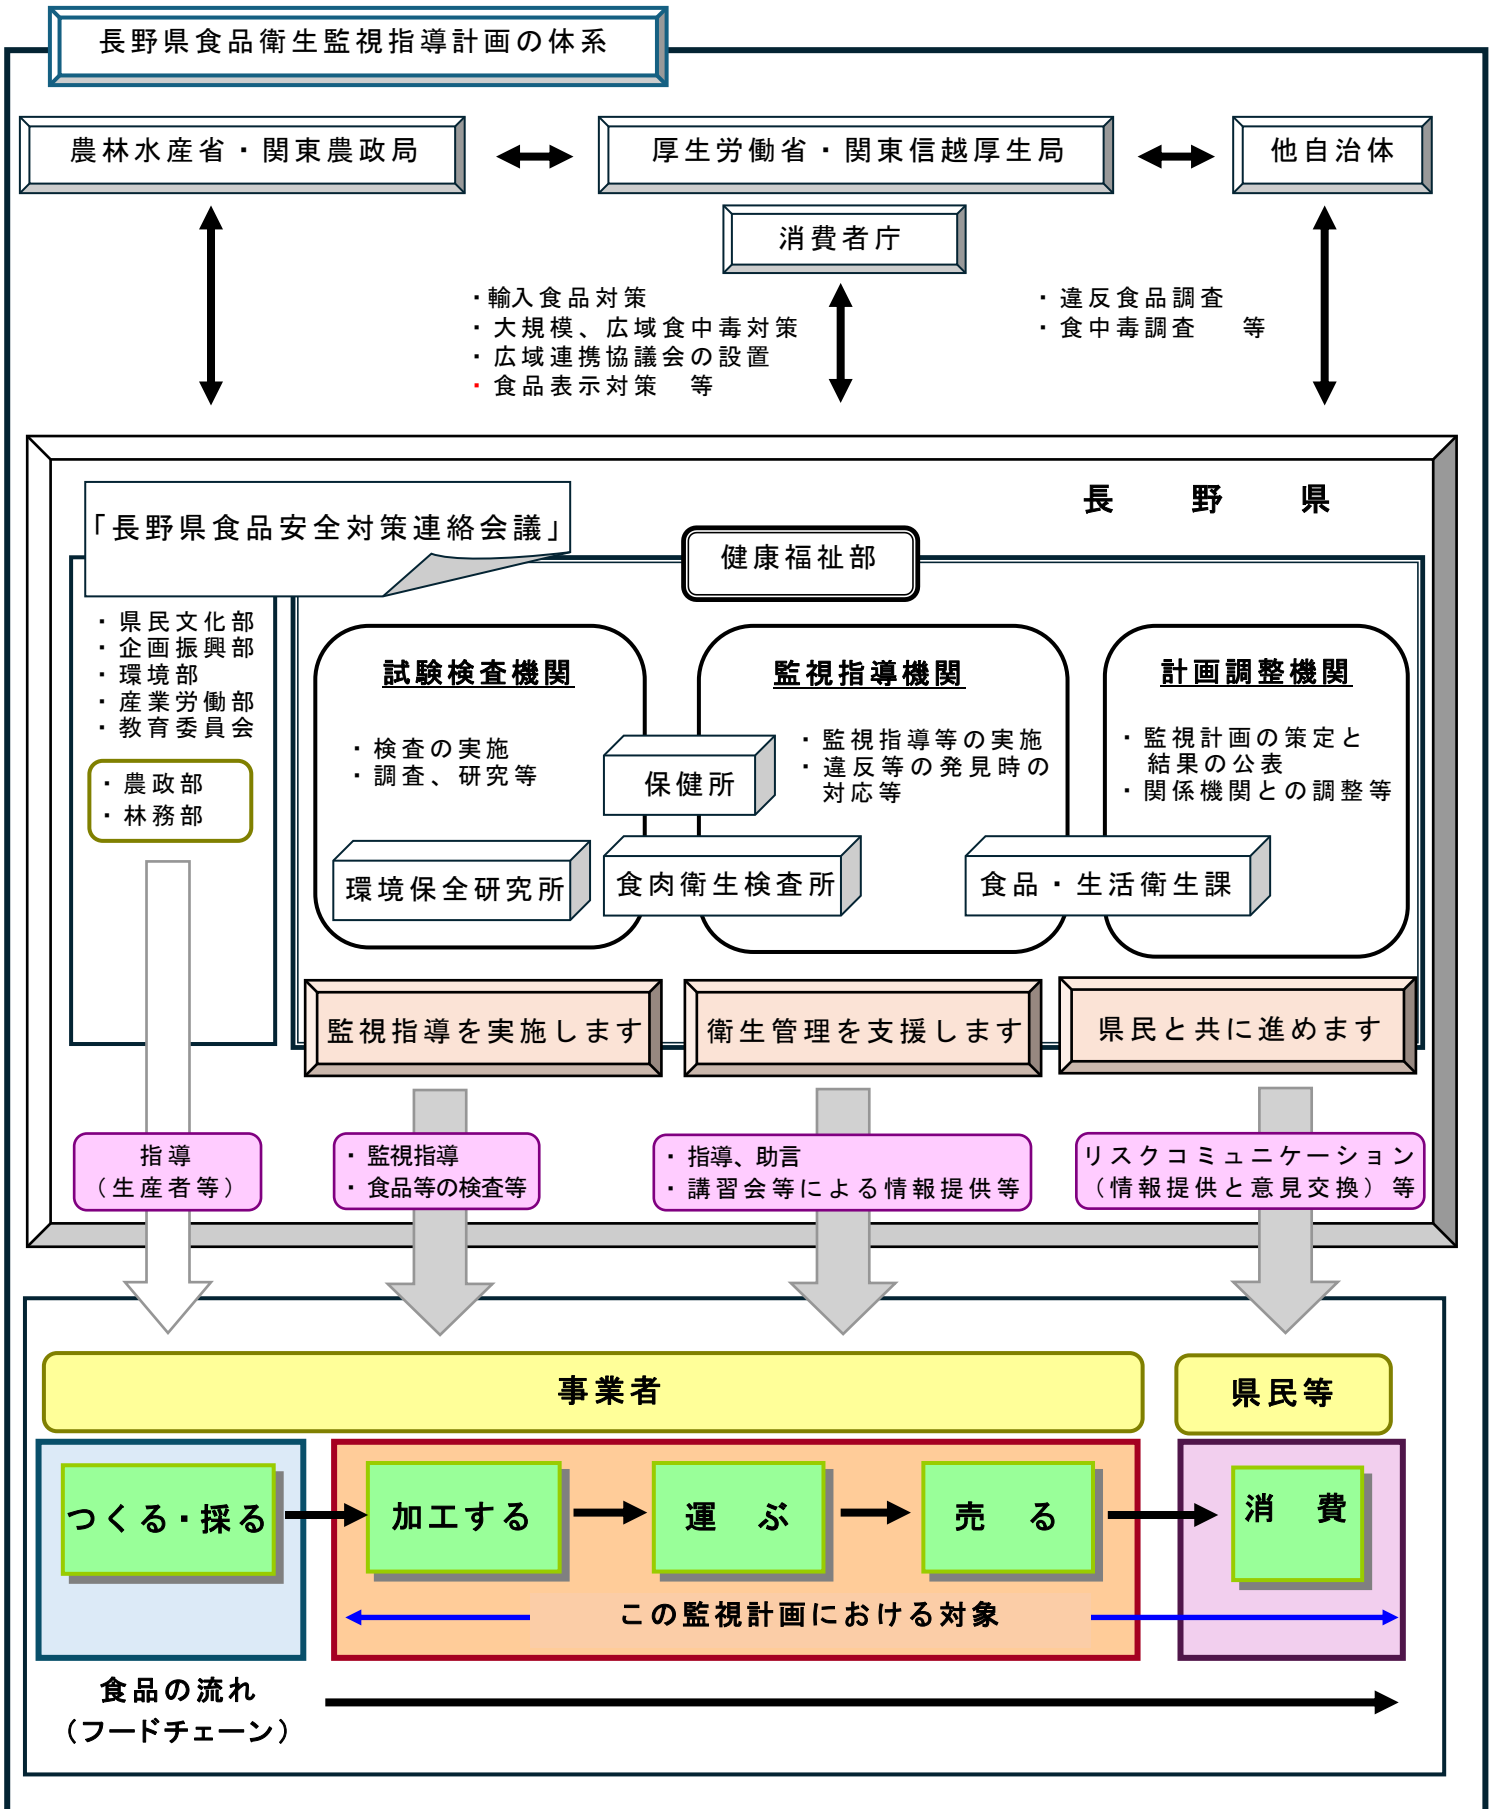 長野県食品衛生監視指導計画の体系
農林水産省・関東農政局
厚生労働省・関東信越厚生局
他自治体
消費者庁
・輸入食品対策
・大規模、広域食中毒対策
・広域連携協議会の設置
・食品表示対策　等
・違反食品調査
・食中毒調査　等
長　野　県
「長野県食品安全対策連絡会議」
健康福祉部
・県民文化部
・企画振興部
・環境部
・産業労働部
・教育委員会
・農政部
・林務部
試験検査機関
・検査の実施
・調査、研究等
監視指導機関
・監視指導等の実施
・違反等の発見時の
対応等
計画調整機関
・監視計画の策定と
結果の公表
・関係機関との調整等
保健所
環境保全研究所
食肉衛生検査所
食品・生活衛生課
監視指導を実施します
衛生管理を支援します
県民と共に進めます
指導
（生産者等）
・監視指導
・食品等の検査等
・指導、助言
・講習会等による情報提供等
リスクコミュニケーション
（情報提供と意見交換）等
事業者
県民等
つくる・採る
加工する
運　ぶ
売　る
消　費
この監視計画における対象
食品の流れ
（フードチェーン）